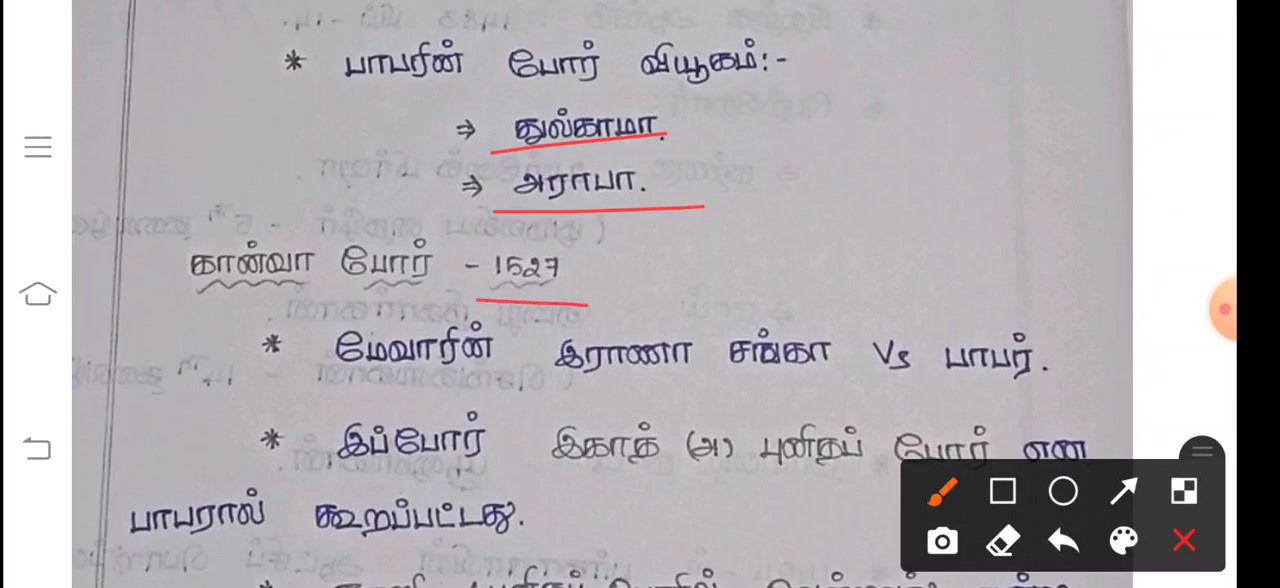 * பாபரின் போர் வியூகம்:-
⇒ துல்காமா.
⇒ அராபா.
கான்வா போர் - 1527
* மேவாரின் இராணா சங்கா Vs பாபர்.
* இப்போர் இகாத் (அ) புனிதப் போர் என
பாபரால் கூறப்பட்டது.